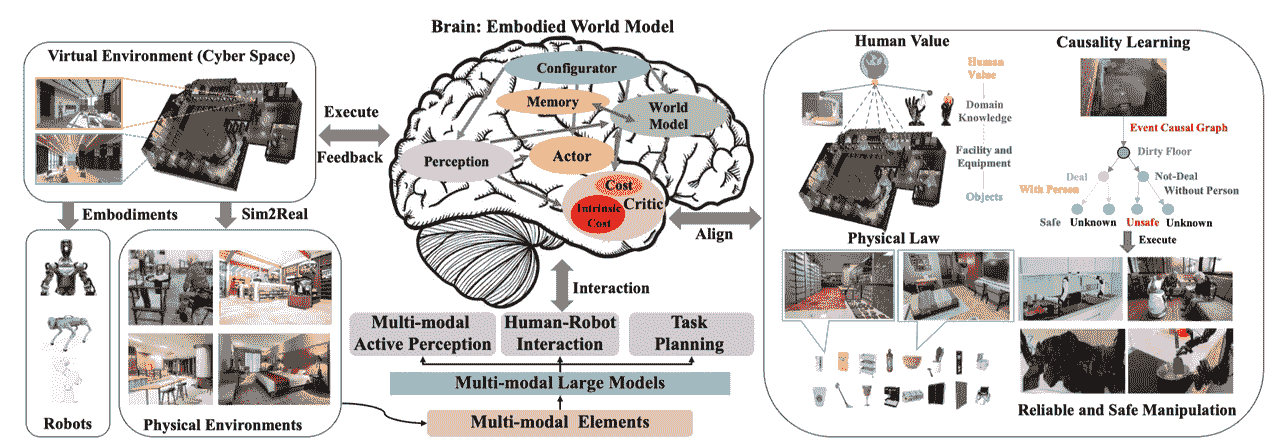 Brain: Embodied World Model
Virtual Environment (Cyber Space)
Execute
Feedback
Embodiments
Sim2Real
Robots
Physical Environments
Configurator
Memory
World
Model
Perception
Actor
Cost
Critic
Intrinsic
Cost
Interaction
Align
Multi-modal
Active Perception
Human-Robot
Interaction
Task
Planning
Multi-modal Large Models
Multi-modal Elements
Human Value
Human
Value
Domain
Knowledge
Facility and
Equipment
Objects
Physical Law
Causality Learning
Event Causal Graph
Dirty Floor
Deal
Not-Deal
With Person
Without Person
Safe
Unknown
Unsafe
Unknown
Execute
Reliable and Safe Manipulation